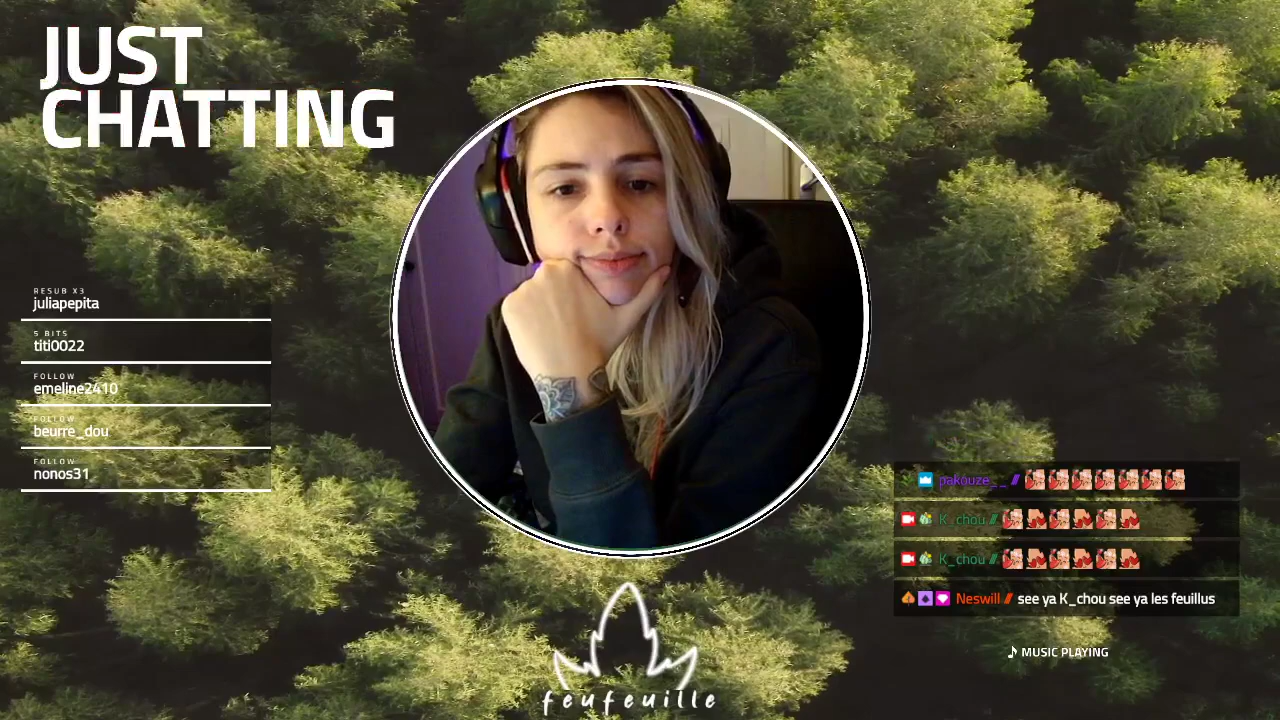 JUST
CHATTING
RESUB X3
juliapepita
5 BITS
titi0022
FOLLOW
emeline2410
FOLLOW
beurre_dou
FOLLOW
nonos31
pakouze__ //
K_chou //
K_chou //
Neswill // see ya K_chou see ya les feuillus
♪ MUSIC PLAYING
feufeuille